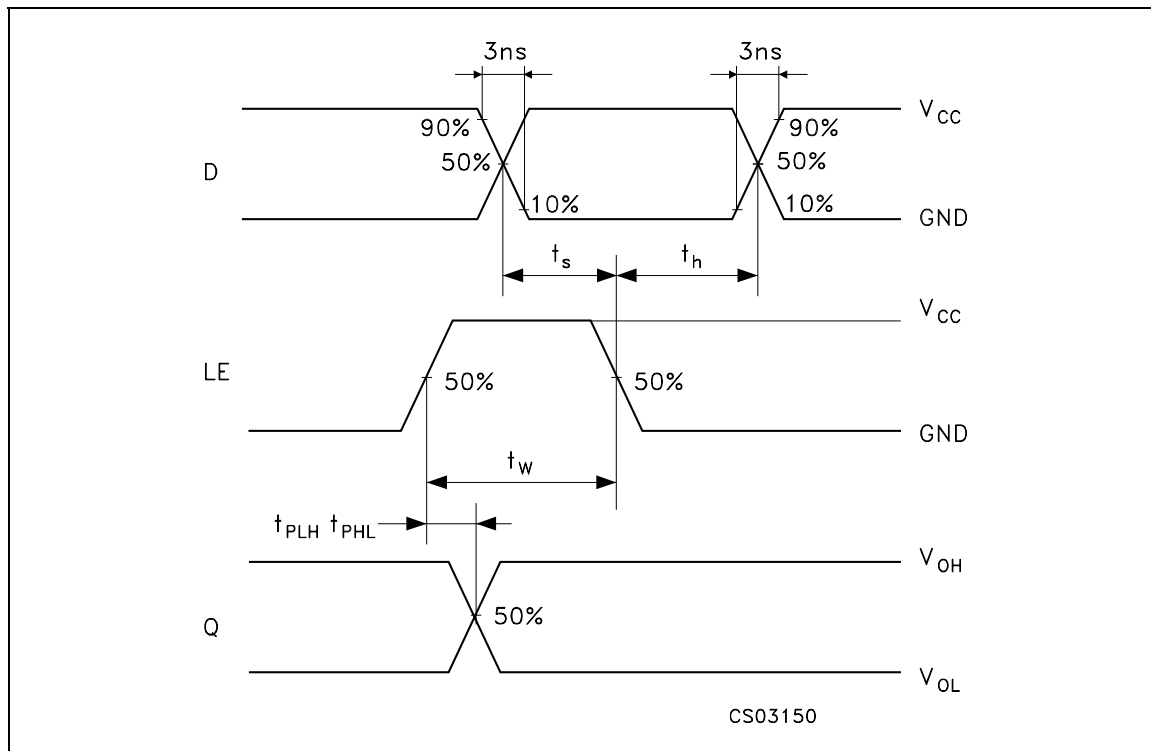 3ns 3ns
V_CC
90% 90%
50% 50%
D
10% 10%
GND
t_s t_h
V_CC
LE
50% 50%
GND
t_W
t_PLH t_PHL
V_OH
50%
Q
V_OL
CS03150